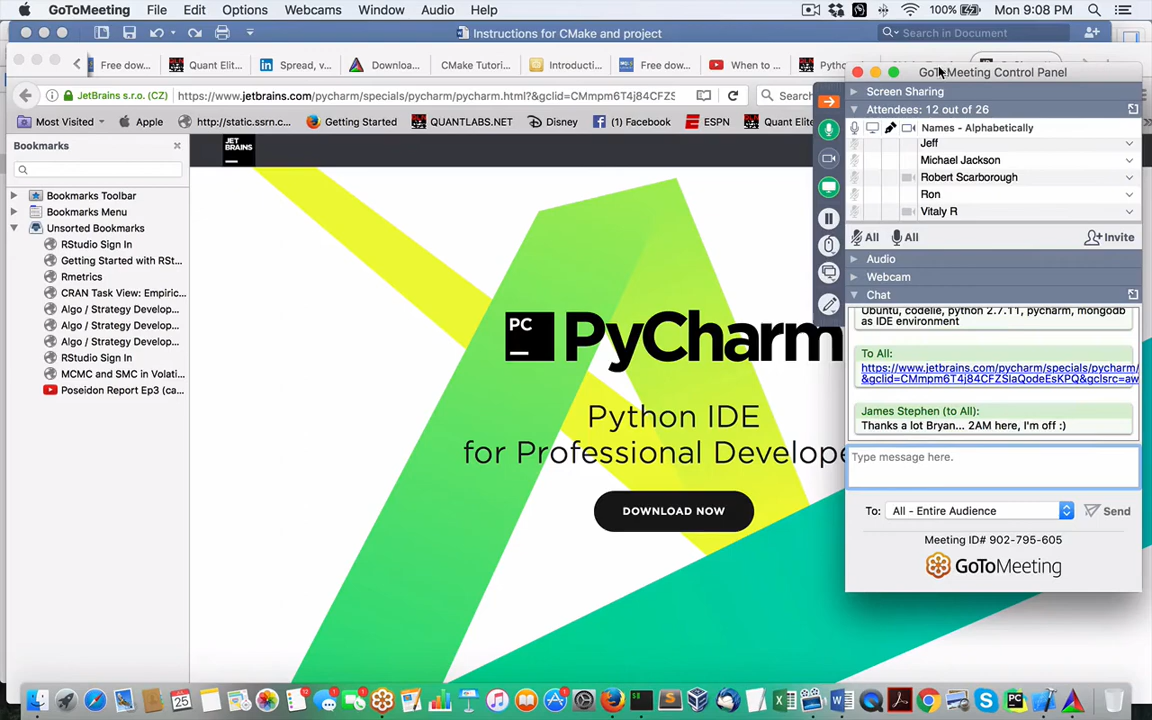 GoToMeeting File Edit Options Webcams Window Audio Help 100% Mon 9:08 PM
Instructions for CMake and project
Search in Document
Free dow... Quant Elit... Spread, v... Downloa... CMake Tutori... Introducti... Free dow... When to ... Pytho
JetBrains s.r.o. (CZ) https://www.jetbrains.com/pycharm/specials/pycharm/pycharm.html?&gclid=CMmpm6T4j84CFZS Search
Most Visited Apple http://static.ssrn.c... Getting Started with RSt... QUANTLABS.NET Disney (1) Facebook ESPN
Bookmarks
Bookmarks Toolbar
Bookmarks Menu
Unsorted Bookmarks
RStudio Sign In
Getting Started with RSt...
Rmetrics
CRAN Task View: Empiric...
Algo / Strategy Develop...
Algo / Strategy Develop...
Algo / Strategy Develop...
RStudio Sign In
MCMC and SMC in Volati...
Poseidon Report Ep3 (ca...
JET
BRAINS
PC
PyCharm
Python IDE
for Professional Develope
DOWNLOAD NOW
GoToMeeting Control Panel
Screen Sharing
Attendees: 12 out of 26
Names - Alphabetically
Jeff
Michael Jackson
Robert Scarborough
Ron
Vitaly R
All All Invite
Audio
Webcam
Chat
Ubuntu, codelie, python 2.7.11, pycharm, mongodb
as IDE environment
To All:
https://www.jetbrains.com/pycharm/specials/pycharm/
&gclid=CMmpm6T4j84CFZSIaQodeEsKPQ&gclsrc=aw
James Stephen (to All):
Thanks a lot Bryan... 2AM here, I'm off :)
Type message here.
To: All - Entire Audience Send
Meeting ID# 902-795-605
GoToMeeting